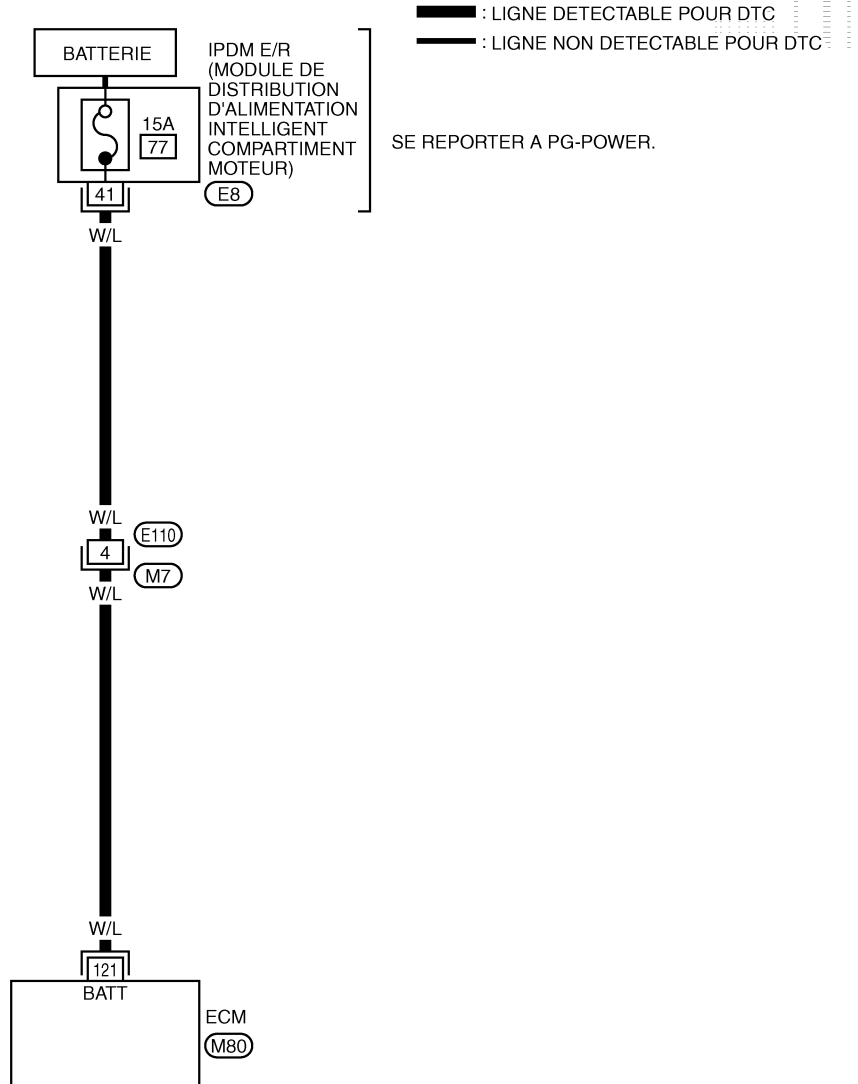 : LIGNE DETECTABLE POUR DTC
: LIGNE NON DETECTABLE POUR DTC
BATTERIE
IPDM E/R
(MODULE DE
DISTRIBUTION
D'ALIMENTATION
INTELLIGENT
COMPARTIMENT
MOTEUR)
15A
77
SE REPORTER A PG-POWER.
41
E8
W/L
W/L
E110
4
M7
W/L
W/L
121
BATT
ECM
M80